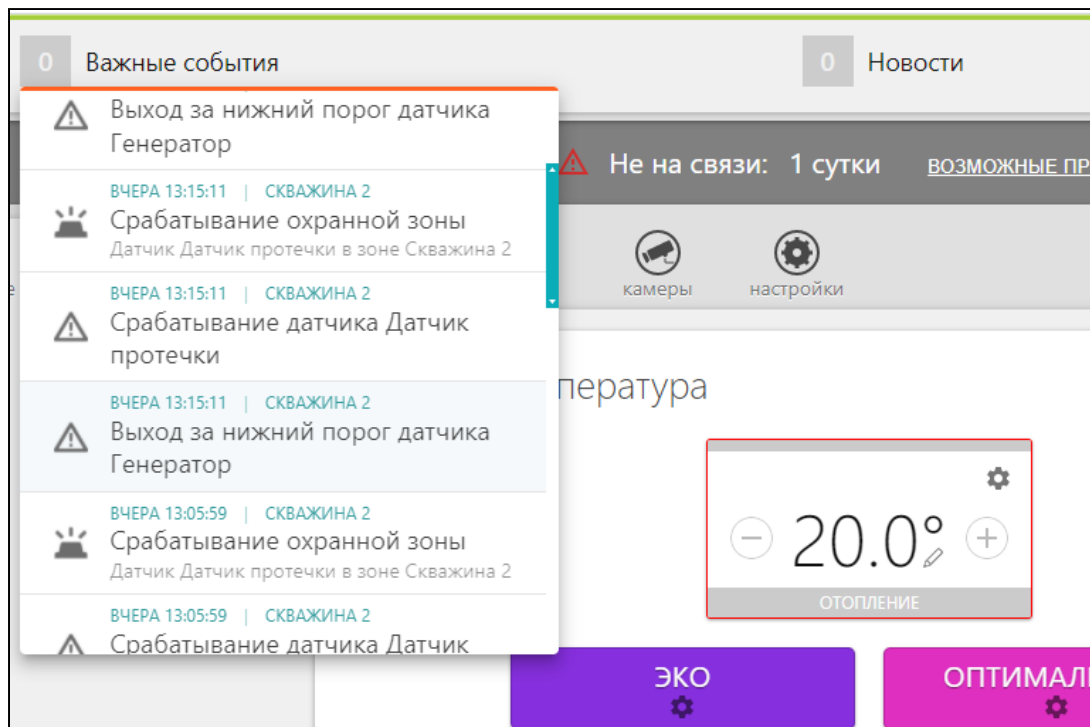 0 Важные события
0 Новости
Выход за нижний порог датчика
Генератор
Не на связи: 1 сутки ВОЗМОЖНЫЕ ПР
ВЧЕРА 13:15:11 | СКВАЖИНА 2
Срабатывание охранной зоны
Датчик Датчик протечки в зоне Скважина 2
камеры
настройки
ВЧЕРА 13:15:11 | СКВАЖИНА 2
Срабатывание датчика Датчик
протечки
пература
ВЧЕРА 13:15:11 | СКВАЖИНА 2
Выход за нижний порог датчика
Генератор
20.0°
ВЧЕРА 13:05:59 | СКВАЖИНА 2
Срабатывание охранной зоны
Датчик Датчик протечки в зоне Скважина 2
ОТОПЛЕНИЕ
ВЧЕРА 13:05:59 | СКВАЖИНА 2
Срабатывание датчика Датчик
ЭКО
ОПТИМАЛ